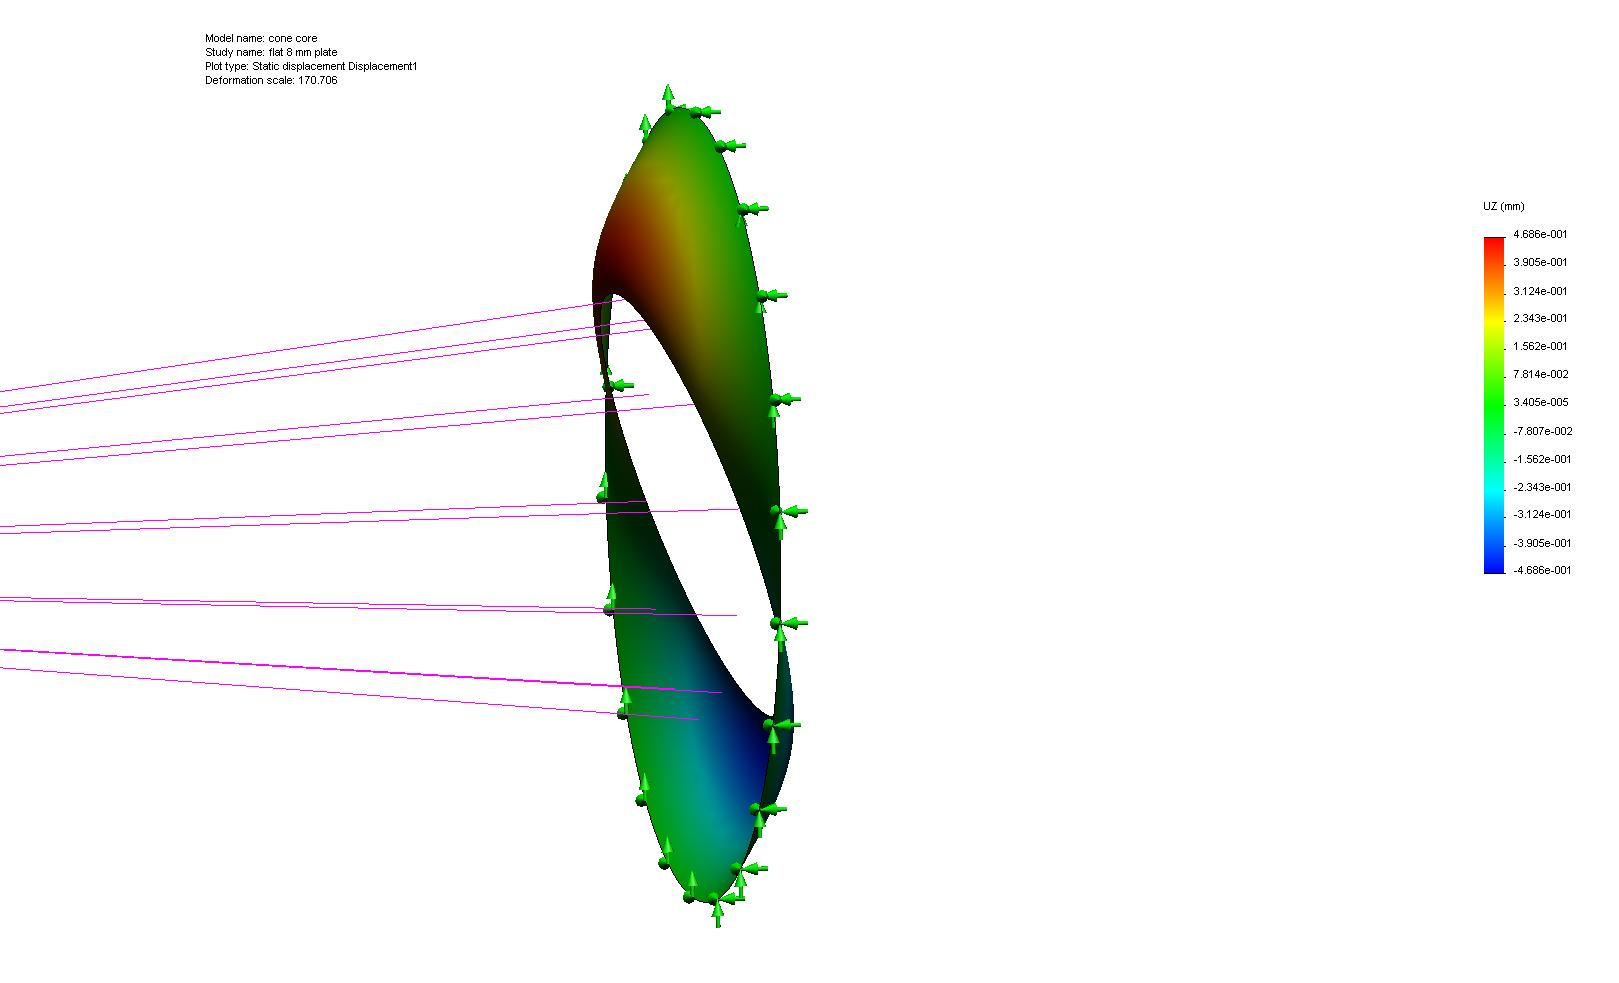 Model name: cone core
Study name: flat 8 mm plate
Plot type: Static displacement Displacement1
Deformation scale: 170.706
UZ (mm)
4.686e-001
3.905e-001
3.124e-001
2.343e-001
1.562e-001
7.814e-002
3.405e-005
-7.807e-002
-1.562e-001
-2.343e-001
-3.124e-001
-3.905e-001
-4.686e-001